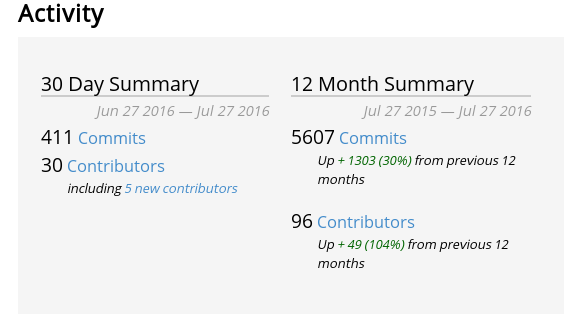 Activity
30 Day Summary
Jun 27 2016 — Jul 27 2016
411 Commits
30 Contributors
including 5 new contributors
12 Month Summary
Jul 27 2015 — Jul 27 2016
5607 Commits
Up + 1303 (30%) from previous 12
months
96 Contributors
Up + 49 (104%) from previous 12
months